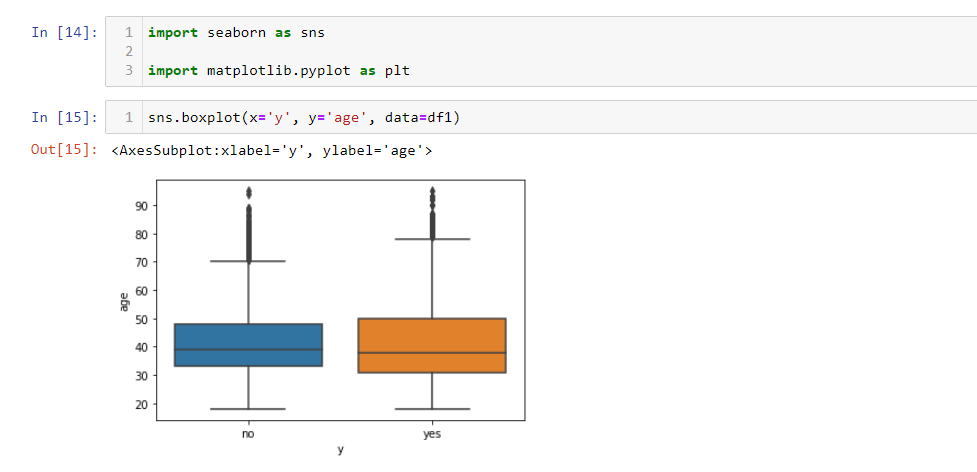 In [14]:
1 import seaborn as sns
2
3 import matplotlib.pyplot as plt
In [15]:
1 sns.boxplot(x='y', y='age', data=df1)
Out[15]: <AxesSubplot:xlabel='y', ylabel='age'>
90
80
70
60
50
40
30
20
age
no yes
y